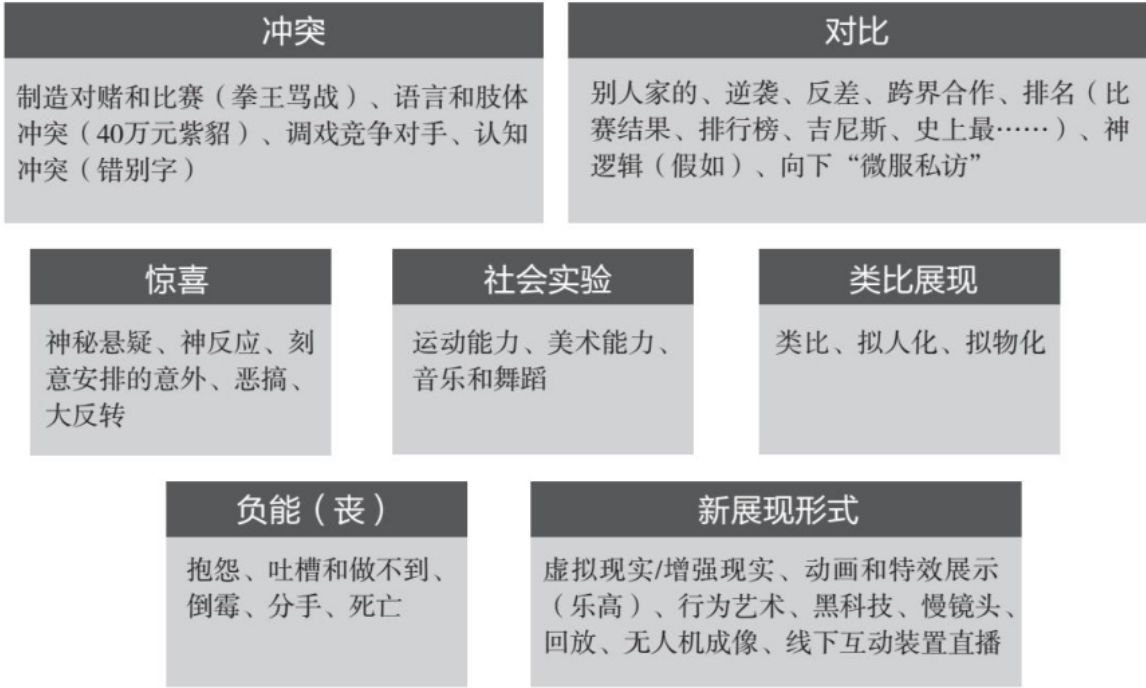 冲突
制造对赌和比赛（拳王骂战）、语言和肢体
冲突（40万元紫貂）、调戏竞争对手、认知
冲突（错别字）
对比
别人家的、逆袭、反差、跨界合作、排名（比
赛结果、排行榜、吉尼斯、史上最……）、神
逻辑（假如）、向下“微服私访”
惊喜
神秘悬疑、神反应、刻
意安排的意外、恶搞、
大反转
社会实验
运动能力、美术能力、
音乐和舞蹈
类比展现
类比、拟人化、拟物化
负能（丧）
抱怨、吐槽和做不到、
倒霉、分手、死亡
新展现形式
虚拟现实/增强现实、动画和特效展示
（乐高）、行为艺术、黑科技、慢镜头、
回放、无人机成像、线下互动装置直播